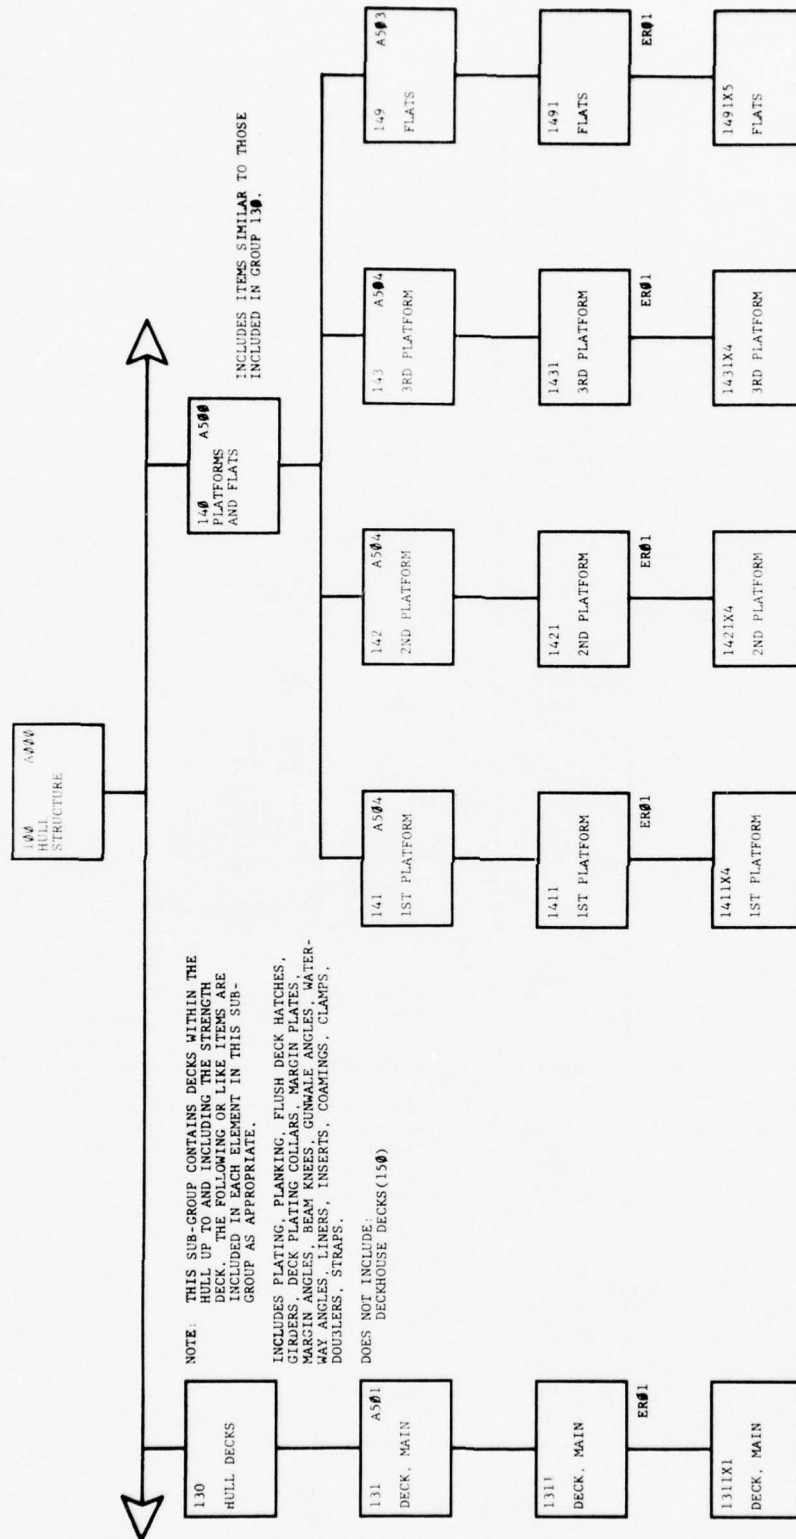 100 A000
HULL
STRUCTURE
130
HULL DECKS
NOTE: THIS SUB-GROUP CONTAINS DECKS WITHIN THE
HULL UP TO AND INCLUDING THE STRENGTH
DECK. THE FOLLOWING OR LIKE ITEMS ARE
INCLUDED IN EACH ELEMENT IN THIS SUB-
GROUP AS APPROPRIATE.
INCLUDES PLATING, PLANKING, FLUSH DECK HATCHES,
GIRDERS, DECK PLATING COLLARS, MARGIN PLATES,
MARGIN ANGLES, BEAM KNEES, GUNWALE ANGLES, WATER-
WAY ANGLES, LINERS, INSERTS, COAMINGS, CLAMPS,
DOU3LERS, STRAPS.
DOES NOT INCLUDE:
DECKHOUSE DECKS(150)
140 A500
PLATFORMS
AND FLATS
INCLUDES ITEMS SIMILAR TO THOSE
INCLUDED IN GROUP 130.
131 A501
DECK, MAIN
141 A504
1ST PLATFORM
142 A504
2ND PLATFORM
143 A504
3RD PLATFORM
149 A503
FLATS
1311
DECK, MAIN
1411
1ST PLATFORM
1421
2ND PLATFORM
1431
3RD PLATFORM
1491
FLATS
ER01
ER01
ER01
ER01
ER01
1311X1
DECK, MAIN
1411X4
1ST PLATFORM
1421X4
2ND PLATFORM
1431X4
3RD PLATFORM
1491X5
FLATS